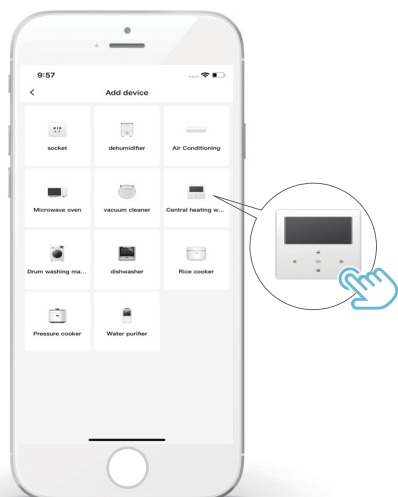 9:57
Add device
socket
dehumidifier
Air Conditioning
Microwave oven
vacuum cleaner
Central heating w...
Drum washing ma...
dishwasher
Rice cooker
Pressure cooker
Water purifier